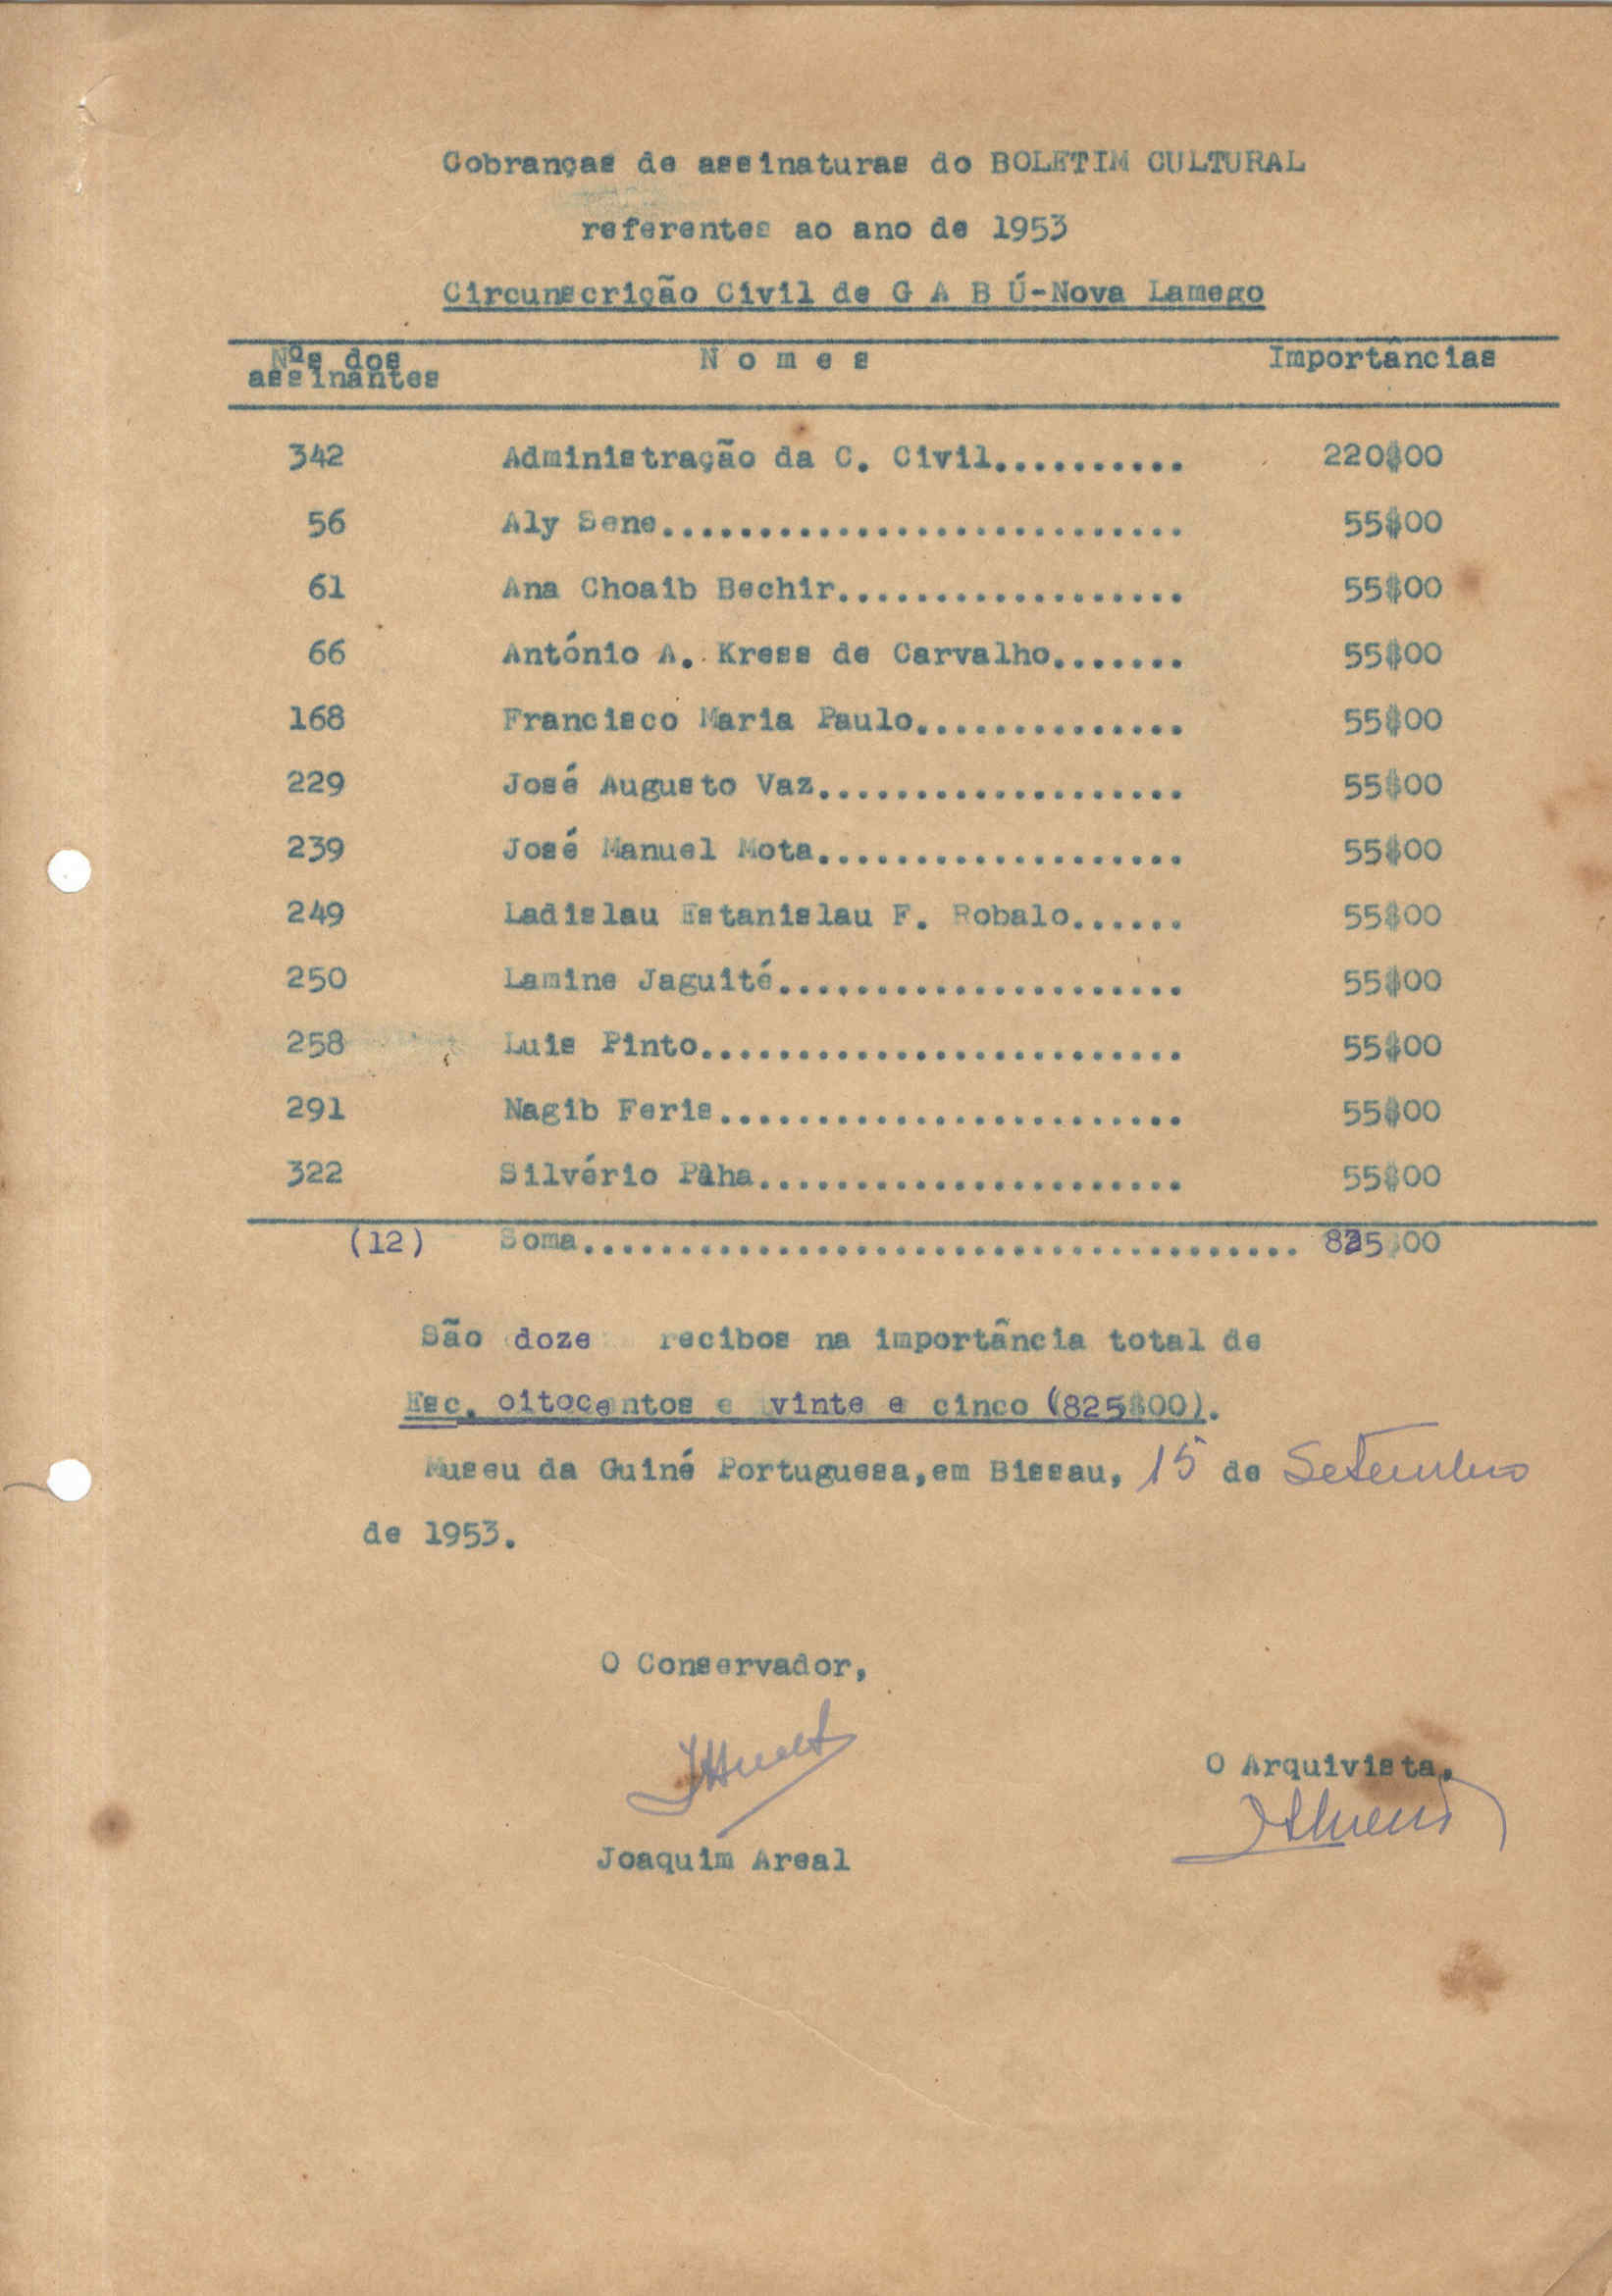 Cobranças de assinaturas do BOLETIM CULTURAL
referentes ao ano de 1953
Circunscrição Civil de G A B Ú-Nova Lamego
Nºs dos assinantes N o m e s Importâncias
342 Administração da C. Civil.......... 220$00
56 Aly Sene........................... 55$00
61 Ana Choaib Bechir.................. 55$00
66 António A. Kress de Carvalho....... 55$00
168 Francisco Maria Paulo.............. 55$00
229 José Augusto Vaz................... 55$00
239 José Manuel Mota................... 55$00
249 Ladislau Estanislau F. Robalo...... 55$00
250 Lamine Jaguité..................... 55$00
258 Luis Pinto......................... 55$00
291 Nagib Feris........................ 55$00
322 Silvério Pàha...................... 55$00
(12) Soma..................................... 825$00
São doze recibos na importância total de
Esc. oitocentos e vinte e cinco (825$00).
Museu da Guiné Portuguesa,em Bissau, 15 de Setembro
de 1953.
O Conservador,
O Arquivista,
Joaquim Areal